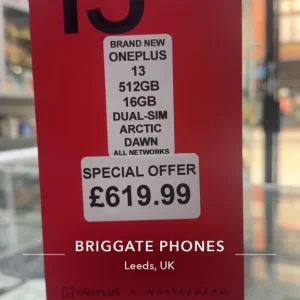 13
BRAND NEW
ONEPLUS
13
512GB
16GB
DUAL-SIM
ARCTIC
DAWN
ALL NETWORKS
SPECIAL OFFER
£619.99
BRIGGATE PHONES
Leeds, UK
ONEPLUS × HASSELBLAD